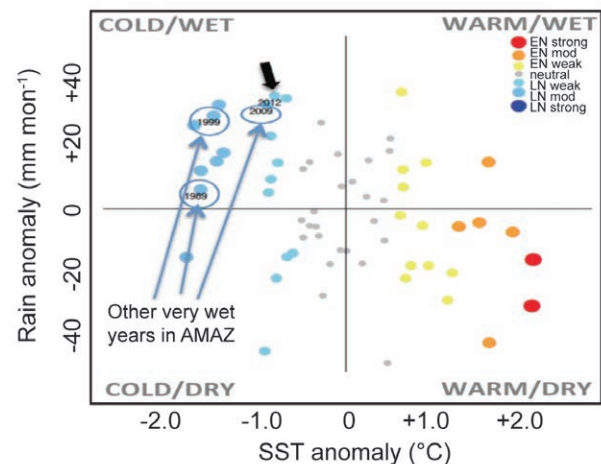 COLD/WET
WARM/WET
EN strong
EN mod
EN weak
neutral
LN weak
LN mod
LN strong
Rain anomaly (mm mon⁻¹)
+40
+20
0
-20
-40
2012
2009
1999
1989
Other very wet
years in AMAZ
COLD/DRY
WARM/DRY
-2.0
-1.0
0
+1.0
+2.0
SST anomaly (°C)